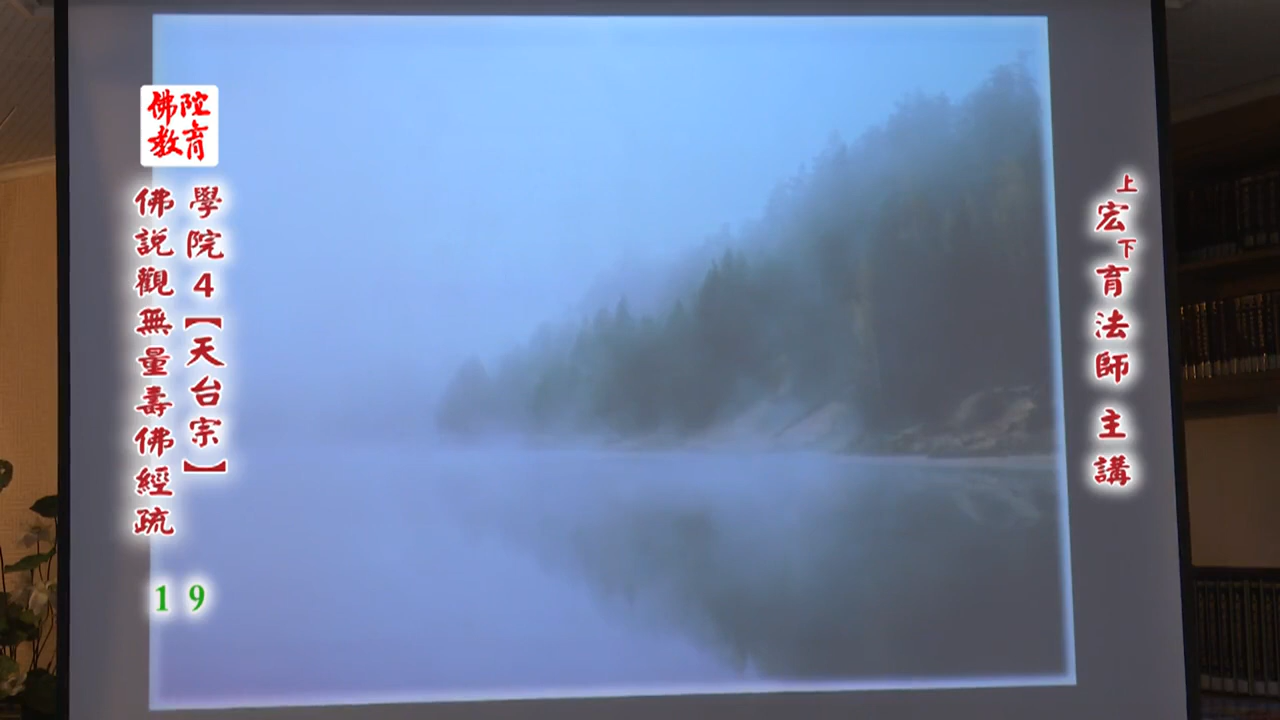 佛陀
教育
學院4【天台宗】
佛說觀無量壽佛經疏
19
上宏下育法師 主講